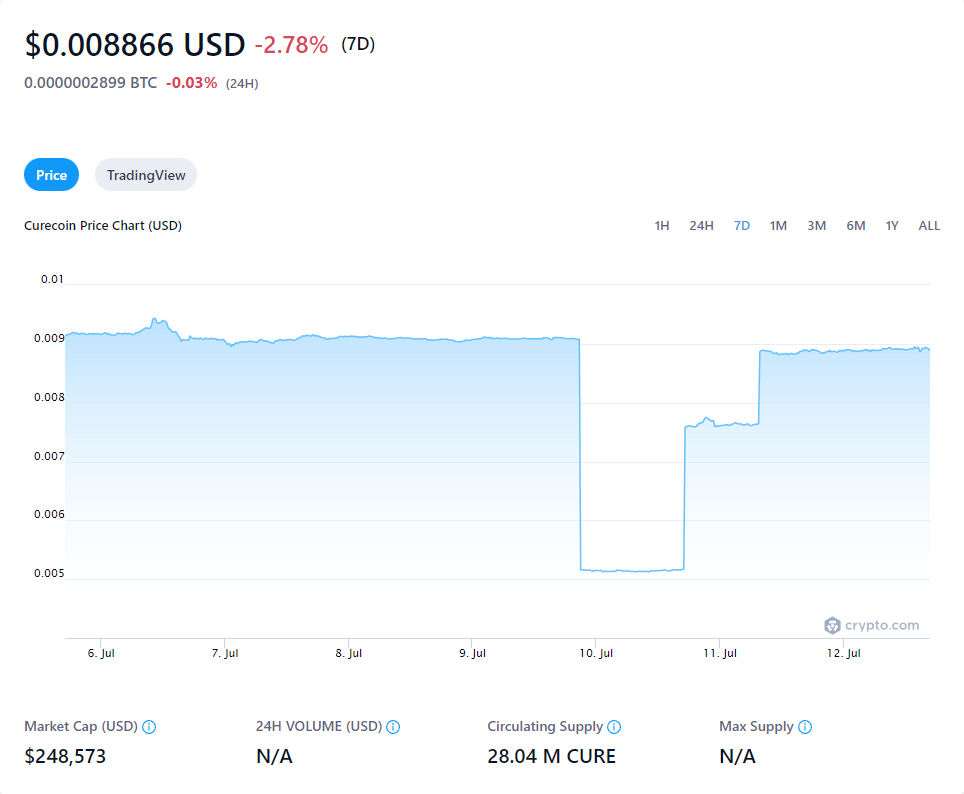 $0.008866 USD -2.78% (7D)
0.0000002899 BTC -0.03% (24H)
Price TradingView
Curecoin Price Chart (USD) 1H 24H 7D 1M 3M 6M 1Y ALL
0.01
0.009
0.008
0.007
0.006
0.005
crypto.com
6. Jul 7. Jul 8. Jul 9. Jul 10. Jul 11. Jul 12. Jul
Market Cap (USD) 24H VOLUME (USD) Circulating Supply Max Supply
$248,573 N/A 28.04 M CURE N/A